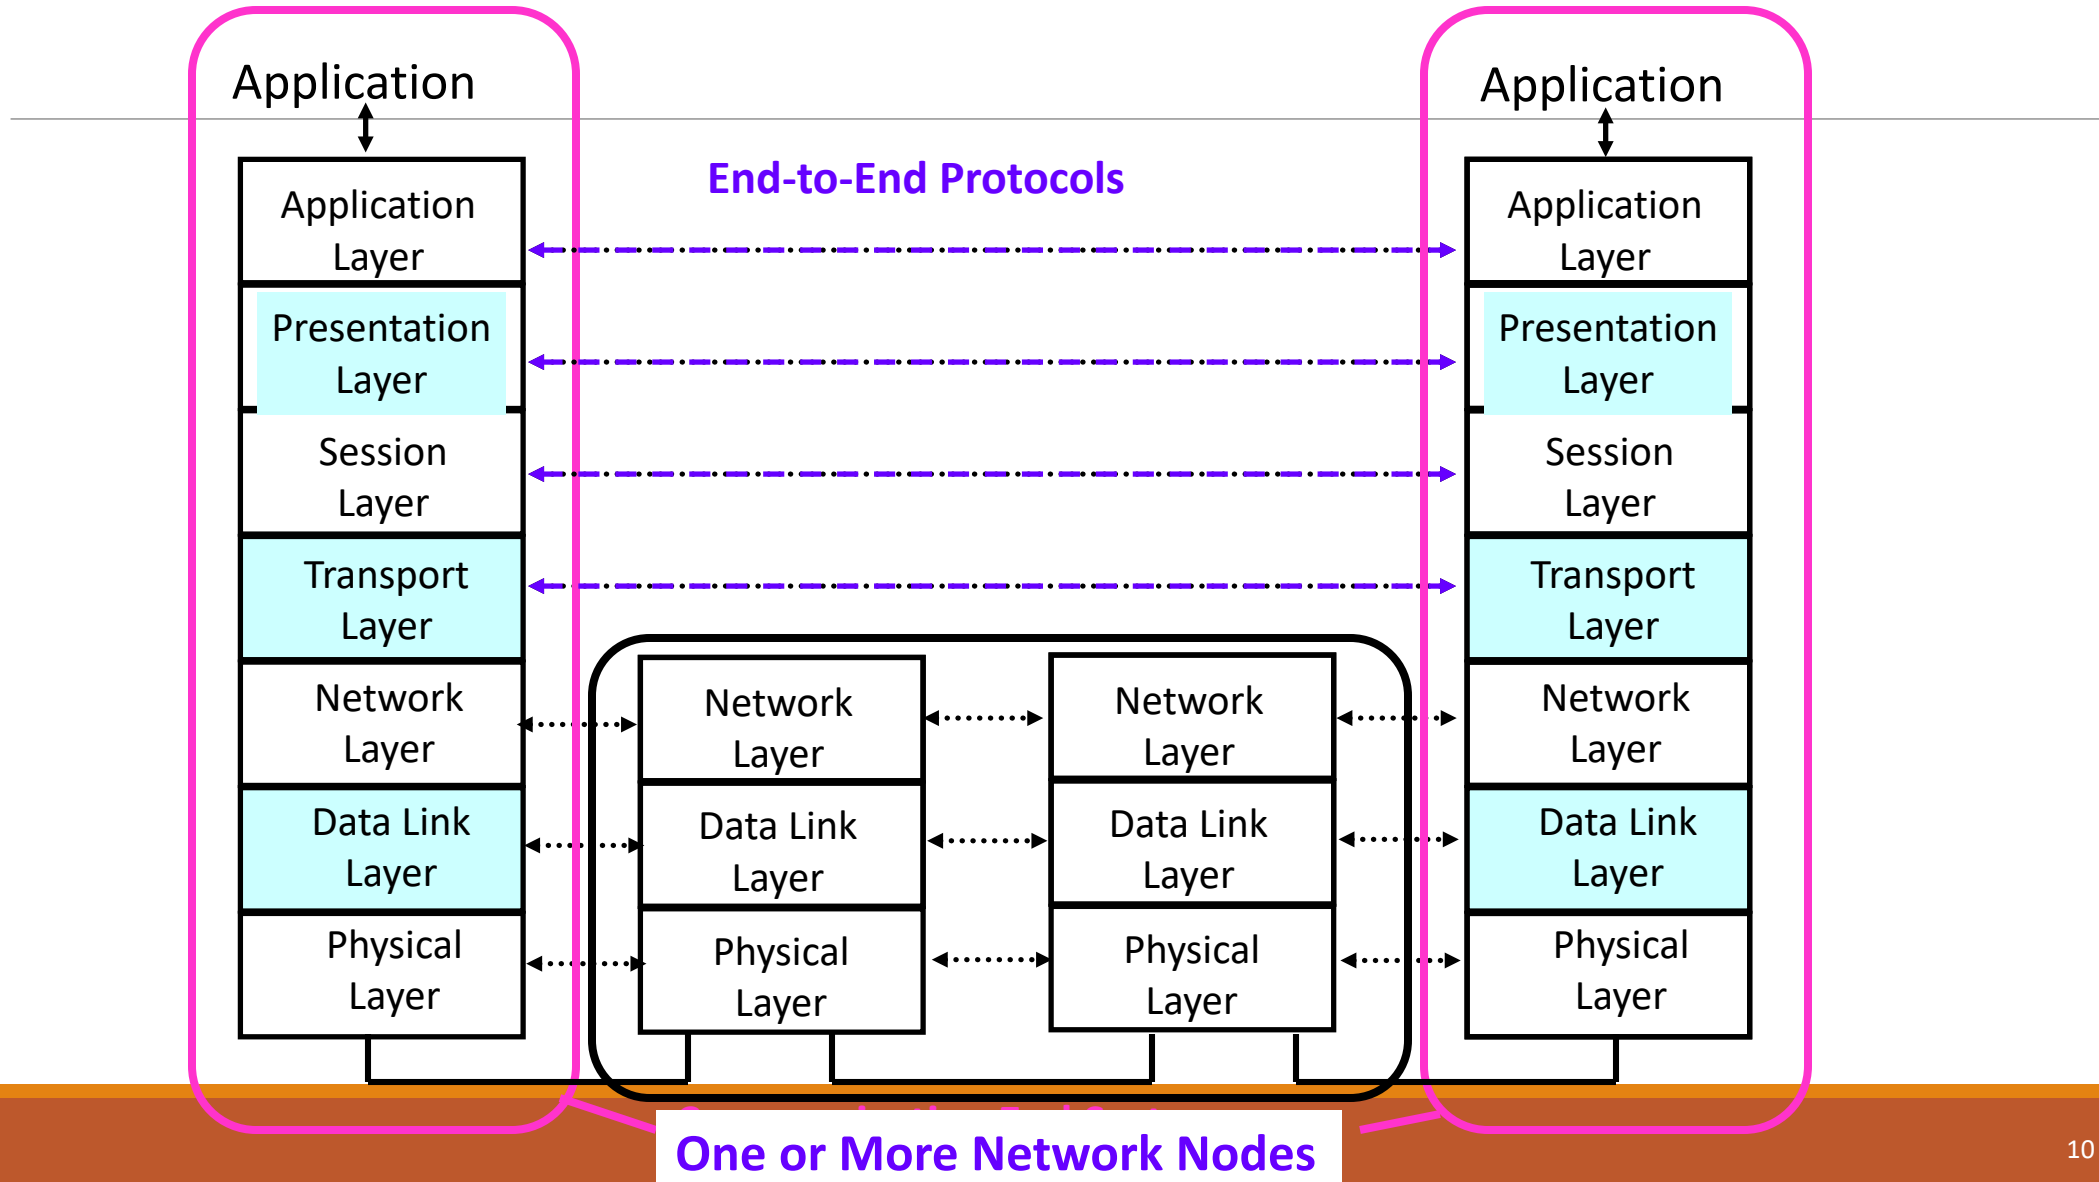 Application
Application
End-to-End Protocols
Application
Layer
Presentation
Layer
Session
Layer
Transport
Layer
Network
Layer
Data Link
Layer
Physical
Layer
Network
Layer
Data Link
Layer
Physical
Layer
Network
Layer
Data Link
Layer
Physical
Layer
Application
Layer
Presentation
Layer
Session
Layer
Transport
Layer
Network
Layer
Data Link
Layer
Physical
Layer
One or More Network Nodes
10